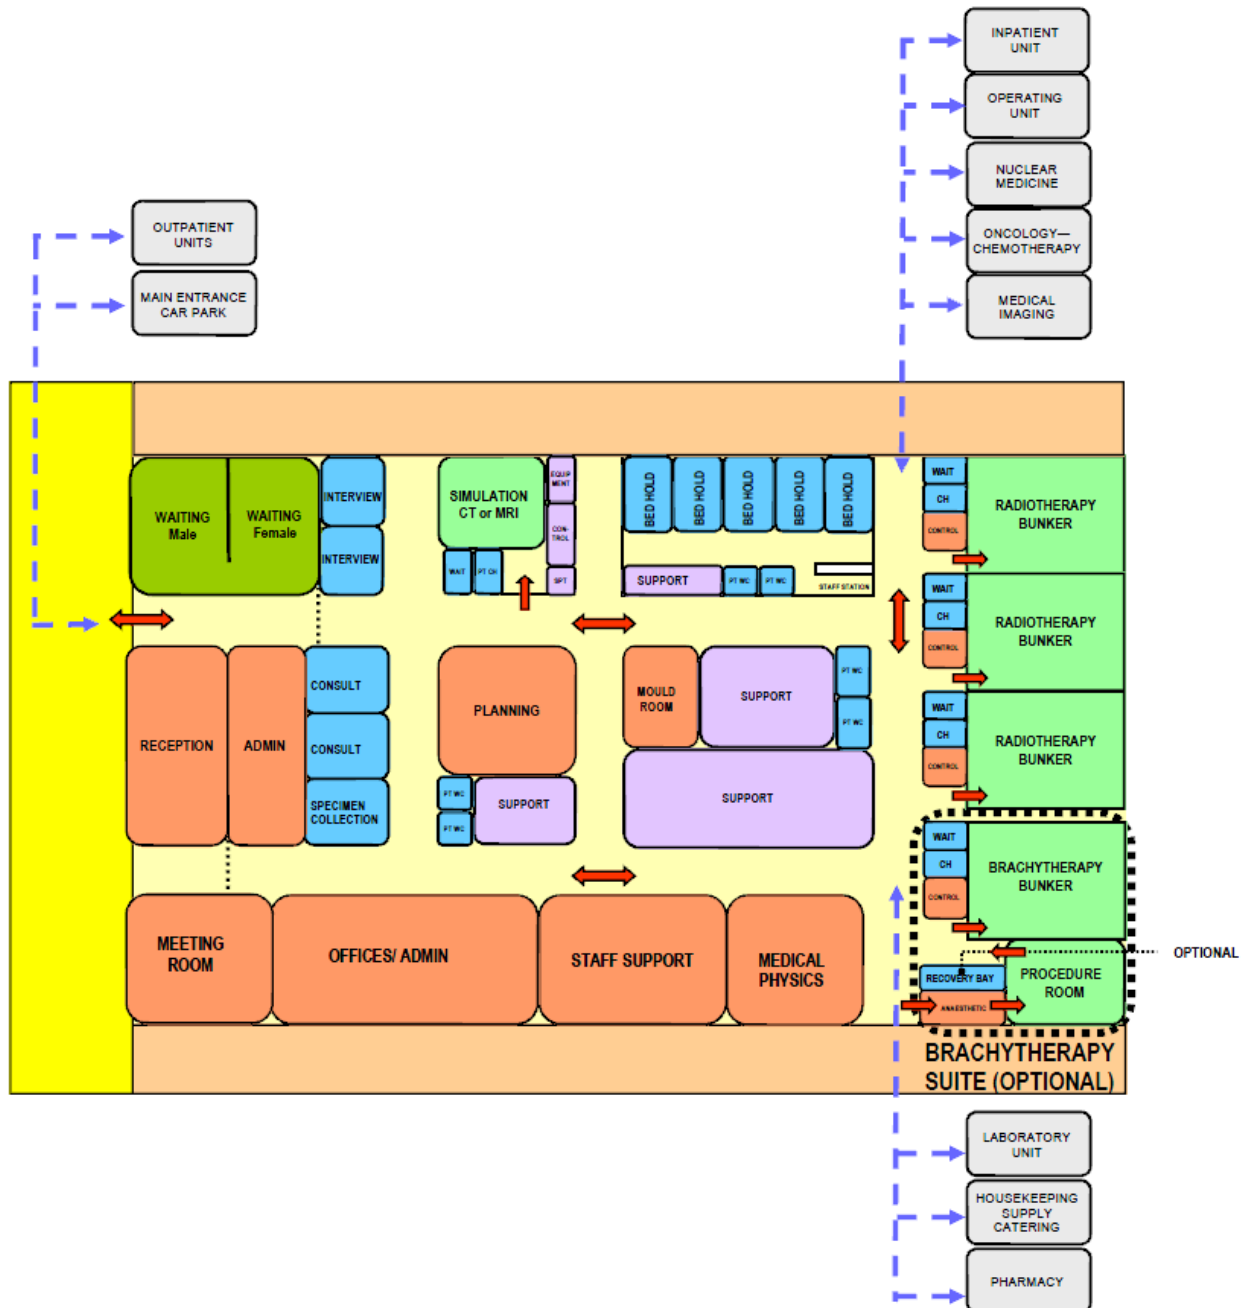 INPATIENT
UNIT
OPERATING
UNIT
NUCLEAR
MEDICINE
ONCOLOGY—
CHEMOTHERAPY
MEDICAL
IMAGING
OUTPATIENT
UNITS
MAIN ENTRANCE
CAR PARK
WAITING
Male
WAITING
Female
INTERVIEW
INTERVIEW
SIMULATION
CT or MRI
EQUIP
MENT
CON-
TROL
SPT
WAIT
PT CH
BED HOLD
BED HOLD
BED HOLD
BED HOLD
BED HOLD
SUPPORT
PT WC
PT WC
STAFF STATION
WAIT
CH
CONTROL
RADIOTHERAPY
BUNKER
WAIT
CH
CONTROL
RADIOTHERAPY
BUNKER
WAIT
CH
CONTROL
RADIOTHERAPY
BUNKER
RECEPTION
ADMIN
CONSULT
CONSULT
SPECIMEN
COLLECTION
PLANNING
PT WC
PT WC
SUPPORT
MOULD
ROOM
SUPPORT
PT WC
PT WC
SUPPORT
WAIT
CH
CONTROL
BRACHYTHERAPY
BUNKER
MEETING
ROOM
OFFICES/ ADMIN
STAFF SUPPORT
MEDICAL
PHYSICS
RECOVERY BAY
ANAESTHETIC
PROCEDURE
ROOM
OPTIONAL
BRACHYTHERAPY
SUITE (OPTIONAL)
LABORATORY
UNIT
HOUSEKEEPING
SUPPLY
CATERING
PHARMACY